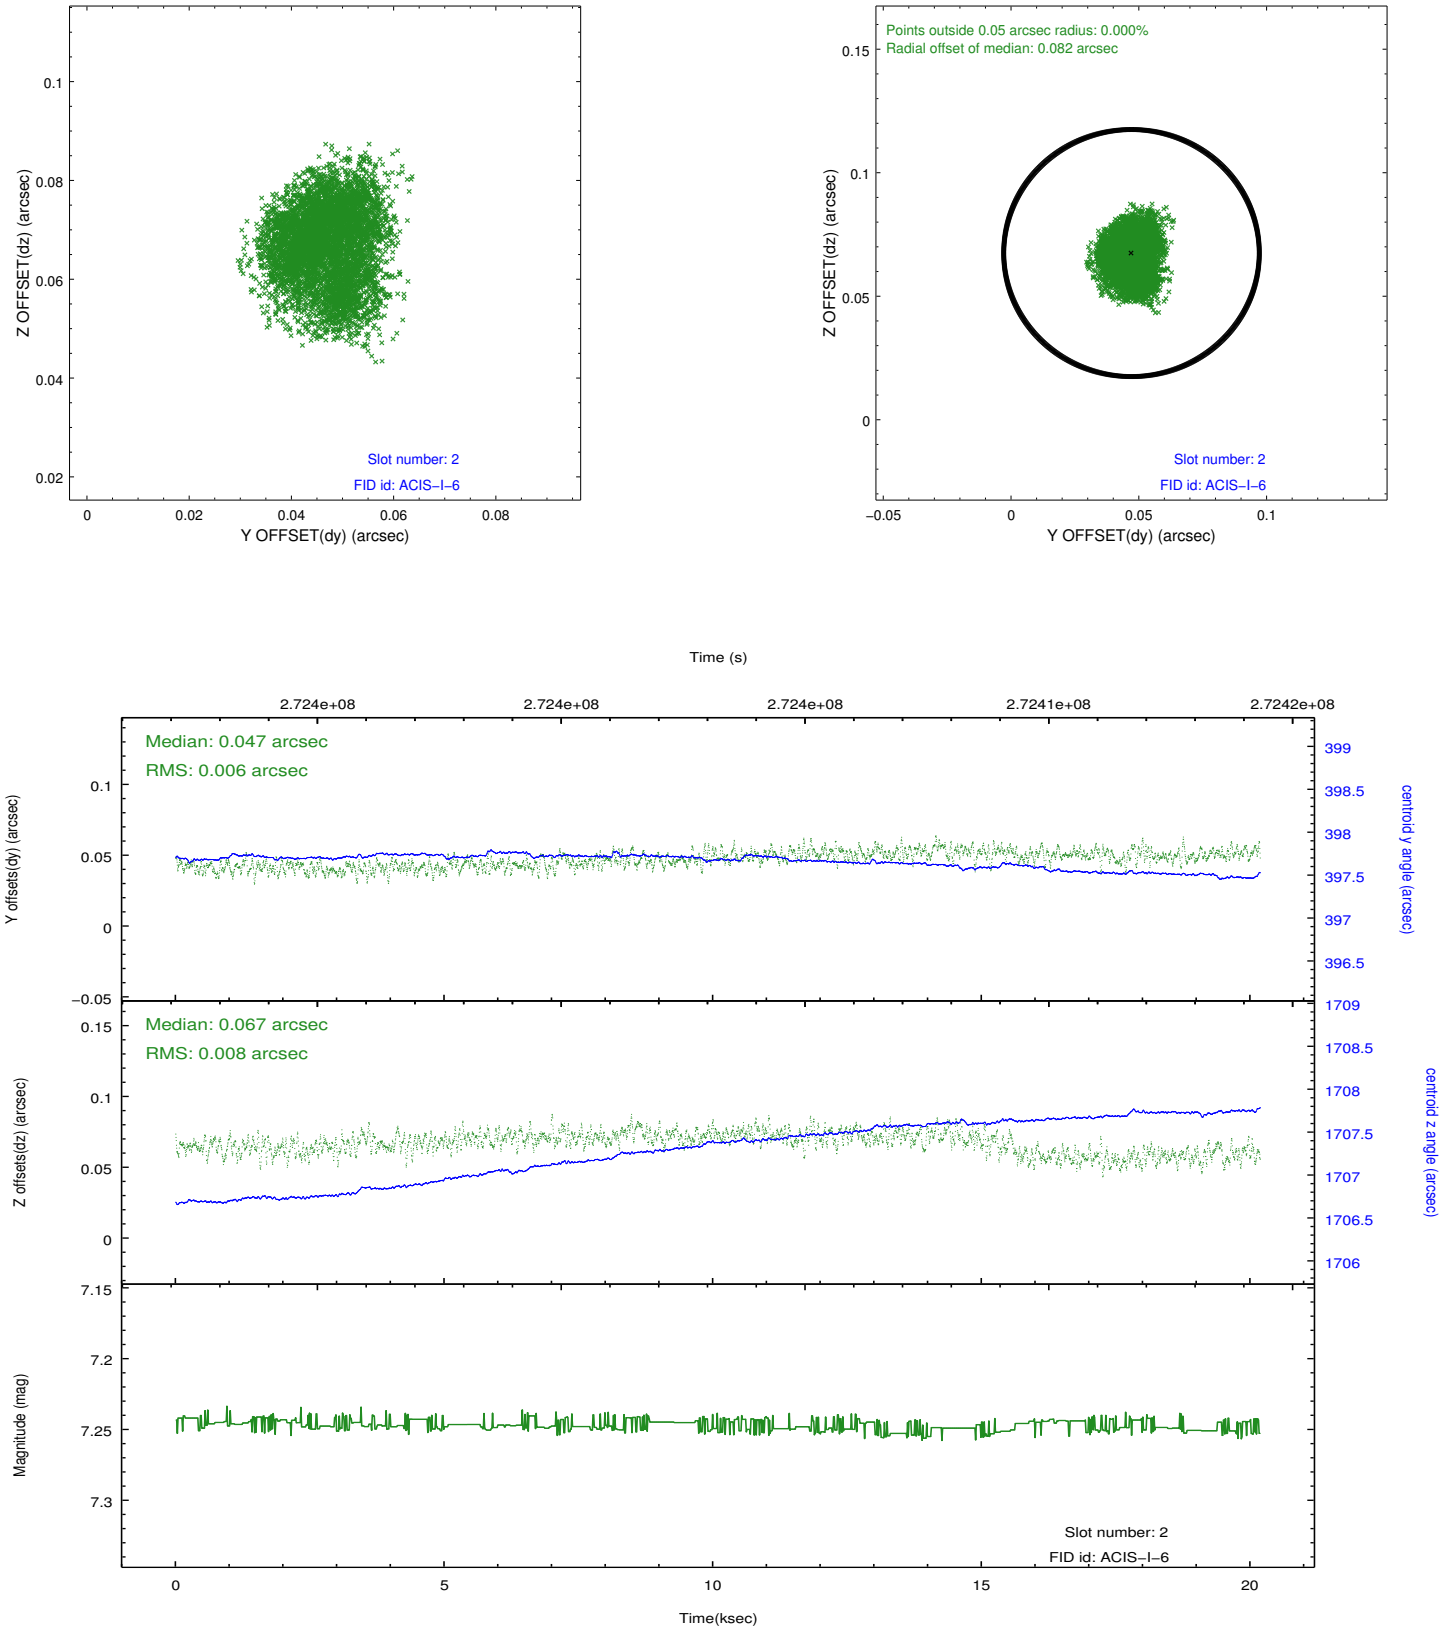 0.1
0.08
0.06
0.04
0.02
Z OFFSET(dz) (arcsec)
Slot number: 2
FID id: ACIS−I−6
0 0.02 0.04 0.06 0.08
Y OFFSET(dy) (arcsec)
Points outside 0.05 arcsec radius: 0.000%
Radial offset of median: 0.082 arcsec
0.15
0.1
0.05
0
Z OFFSET(dz) (arcsec)
Slot number: 2
FID id: ACIS−I−6
−0.05 0 0.05 0.1
Y OFFSET(dy) (arcsec)
Time (s)
2.724e+08 2.724e+08 2.724e+08 2.7241e+08 2.7242e+08
Median: 0.047 arcsec
RMS: 0.006 arcsec
0.1
0.05
0
−0.05
Y offsets(dy) (arcsec)
399
398.5
398
397.5
397
396.5
centroid y angle (arcsec)
Median: 0.067 arcsec
RMS: 0.008 arcsec
0.15
0.1
0.05
0
Z offsets(dz) (arcsec)
1709
1708.5
1708
1707.5
1707
1706.5
1706
centroid z angle (arcsec)
7.15
7.2
7.25
7.3
Magnitude (mag)
Slot number: 2
FID id: ACIS−I−6
0 5 10 15 20
Time(ksec)